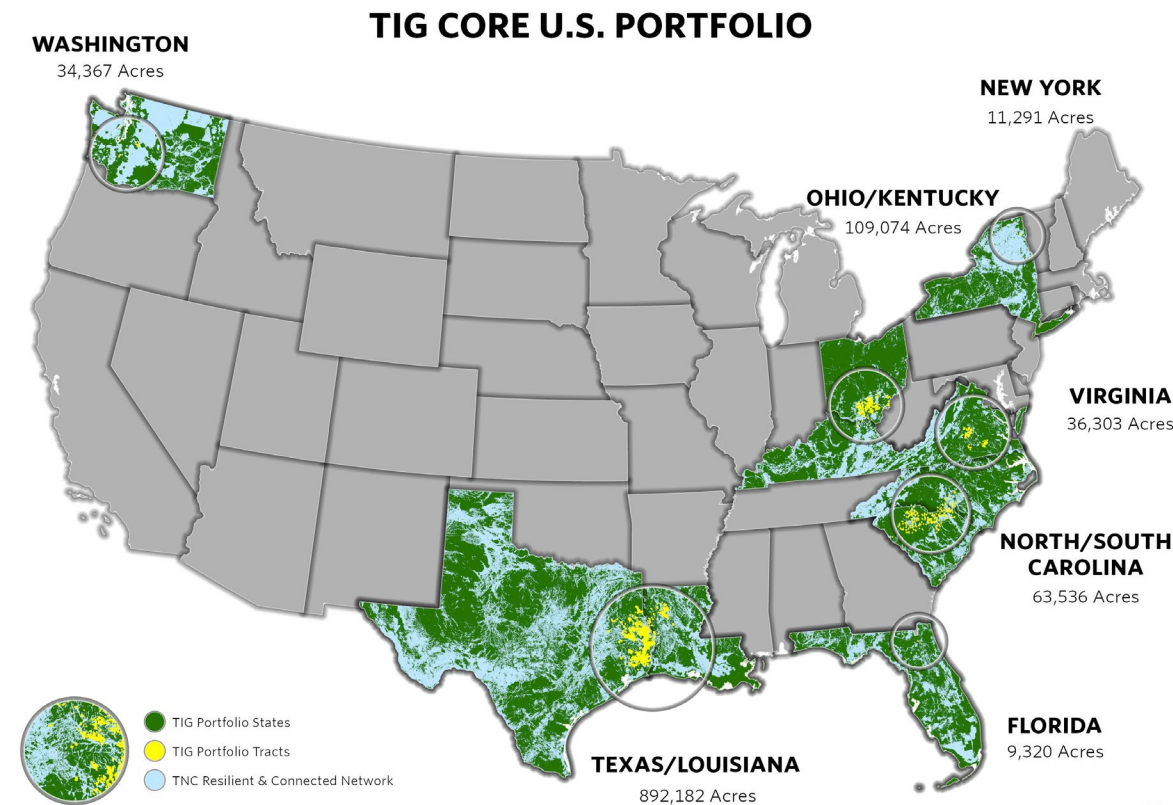 TIG CORE U.S. PORTFOLIO
WASHINGTON
34,367 Acres
NEW YORK
11,291 Acres
OHIO/KENTUCKY
109,074 Acres
VIRGINIA
36,303 Acres
NORTH/SOUTH
CAROLINA
63,536 Acres
FLORIDA
9,320 Acres
TEXAS/LOUISIANA
892,182 Acres
TIG Portfolio States
TIG Portfolio Tracts
TNC Resilient & Connected Network